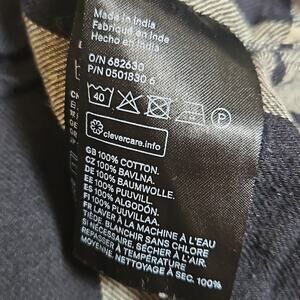 Made in India
Fabriqué en Inde
Hecho en India
O/N 682630
P/N 0501830 6
40
P
clevercare.info
GB 100% COTTON.
CZ 100% BAVLNA.
DE 100% BAUMWOLLE.
EE 100% PUUVILL.
ES 100% ALGODÓN.
FI 100% PUUVILLAA.
FR LAVER À LA MACHINE À L'EAU
TIÈDE, BLANCHIR SANS CHLORE
SI NÉCESSAIRE, SÉCHER À L'AIR.
REPASSER À TEMPÉRATURE
MOYENNE, NETTOYAGE À SEC. 100%